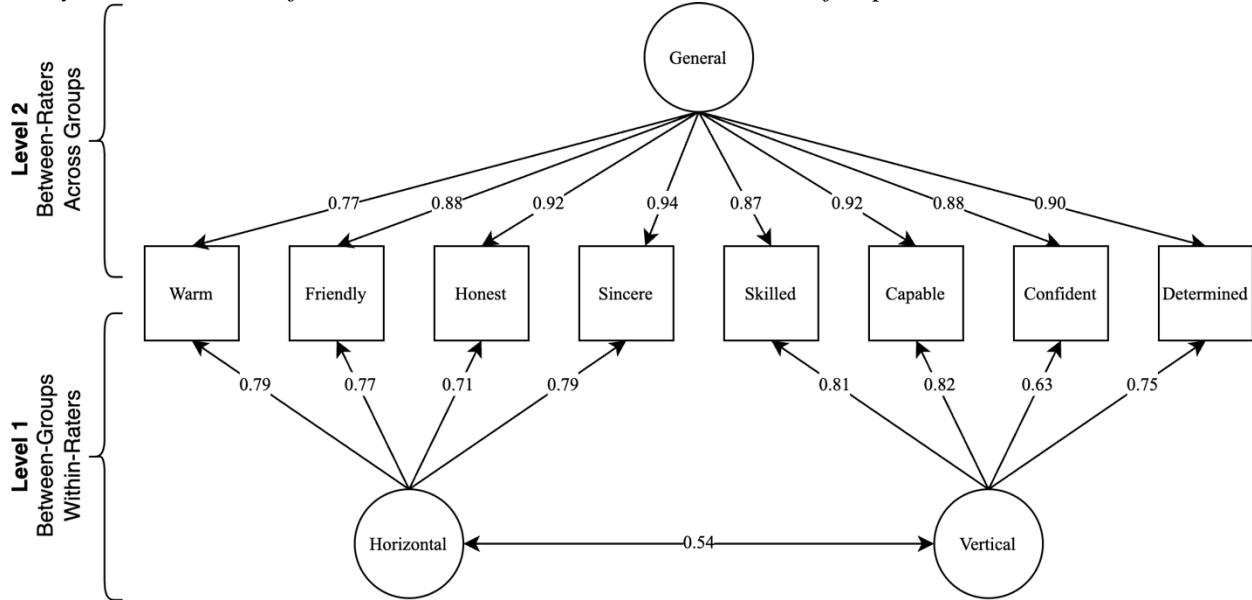 General
Level 2
Between-Raters
Across Groups
0.77
0.88
0.92
0.94
0.87
0.92
0.88
0.90
Warm
Friendly
Honest
Sincere
Skilled
Capable
Confident
Determined
Level 1
Between-Groups
Within-Raters
0.79
0.77
0.71
0.79
0.81
0.82
0.63
0.75
Horizontal
0.54
Vertical